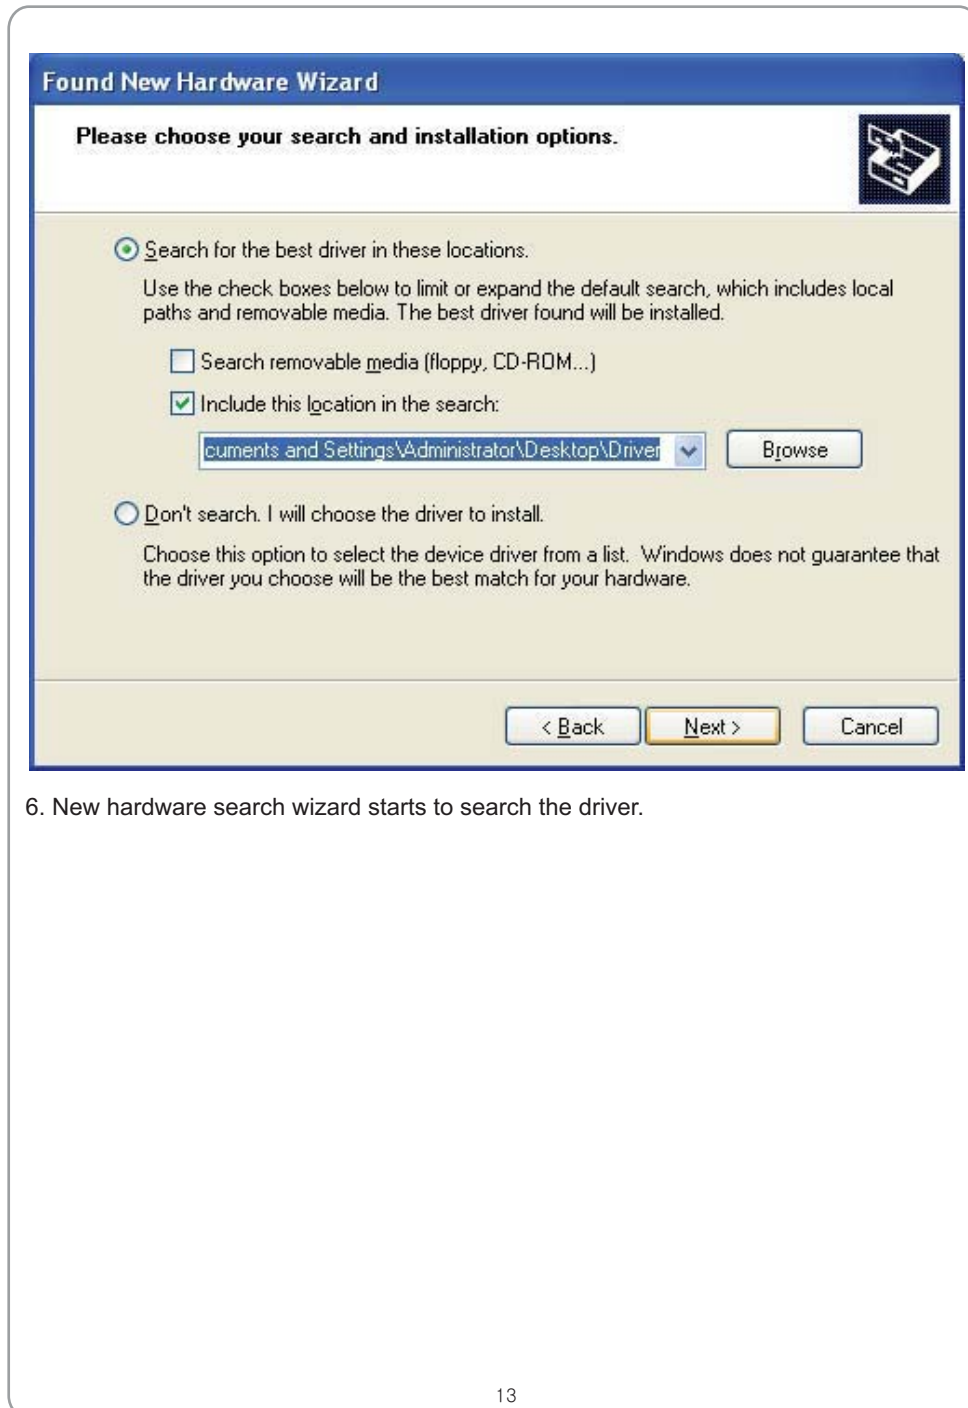 Found New Hardware Wizard
Please choose your search and installation options.
Search for the best driver in these locations.
Use the check boxes below to limit or expand the default search, which includes local
paths and removable media. The best driver found will be installed.
Search removable media (floppy, CD-ROM...)
Include this location in the search:
cuments and Settings\Administrator\Desktop\Driver
Browse
Don't search. I will choose the driver to install.
Choose this option to select the device driver from a list. Windows does not guarantee that
the driver you choose will be the best match for your hardware.
< Back Next > Cancel
6. New hardware search wizard starts to search the driver.
13